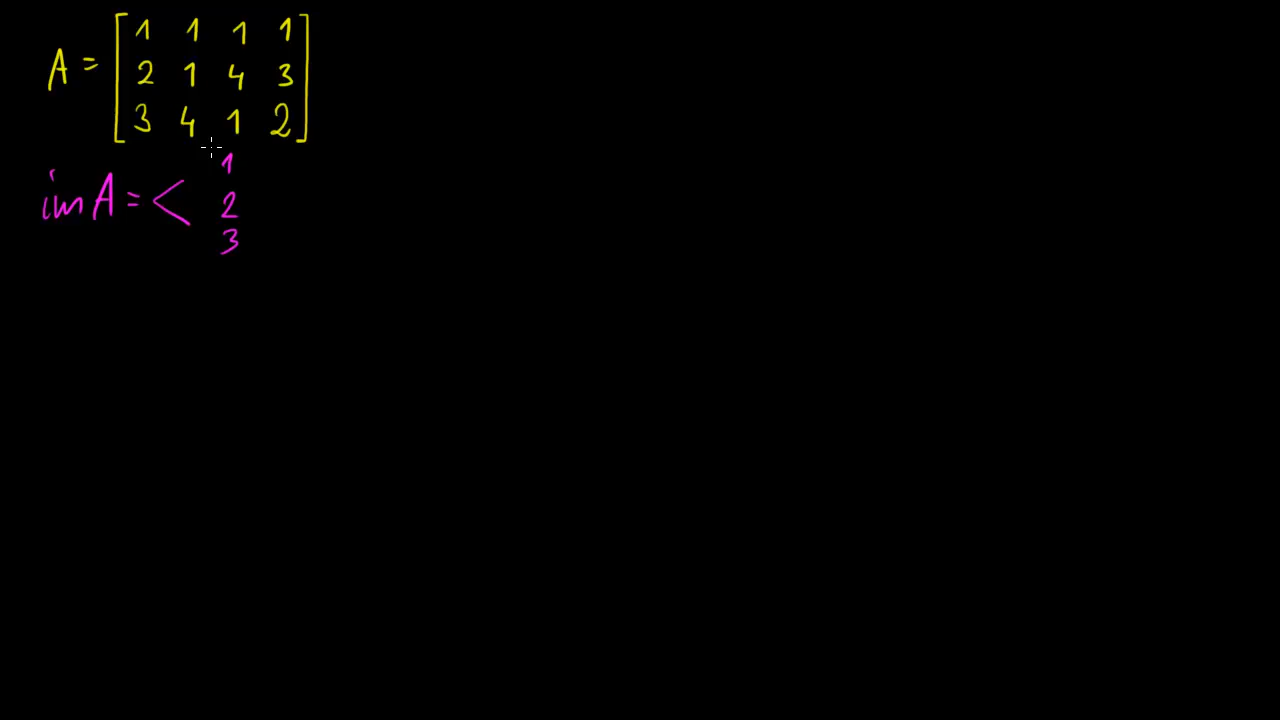 A = [1 1 1 1
2 1 4 3
3 4 1 2]
im A = < 1
2
3